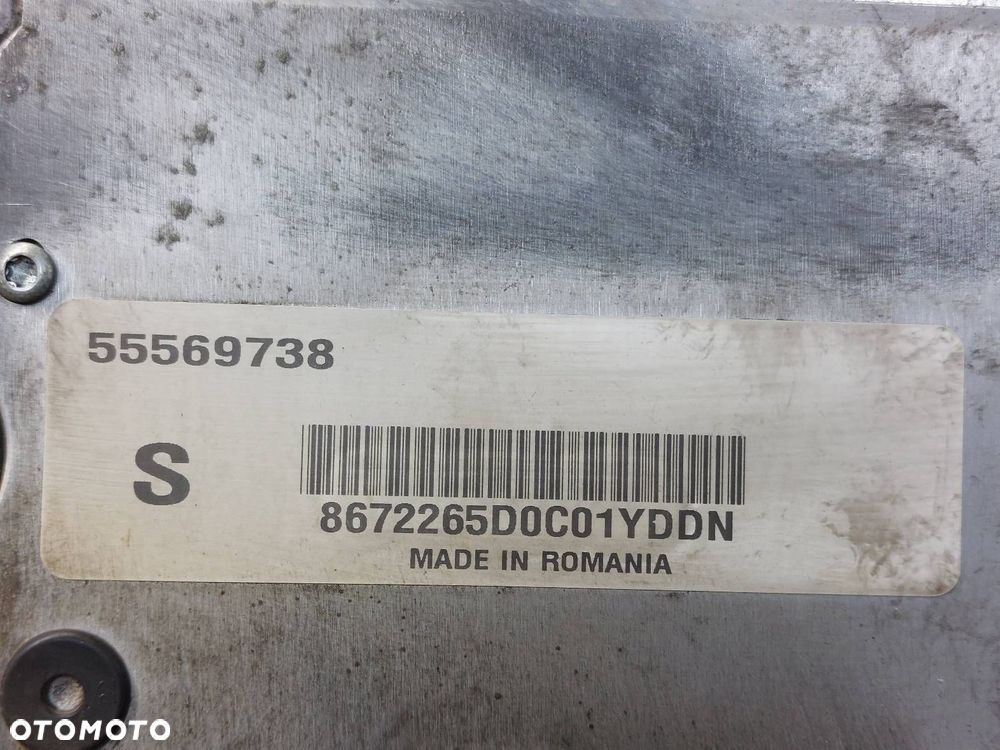 55569738
S
8672265D0C01YDDN
MADE IN ROMANIA
OTOMOTO